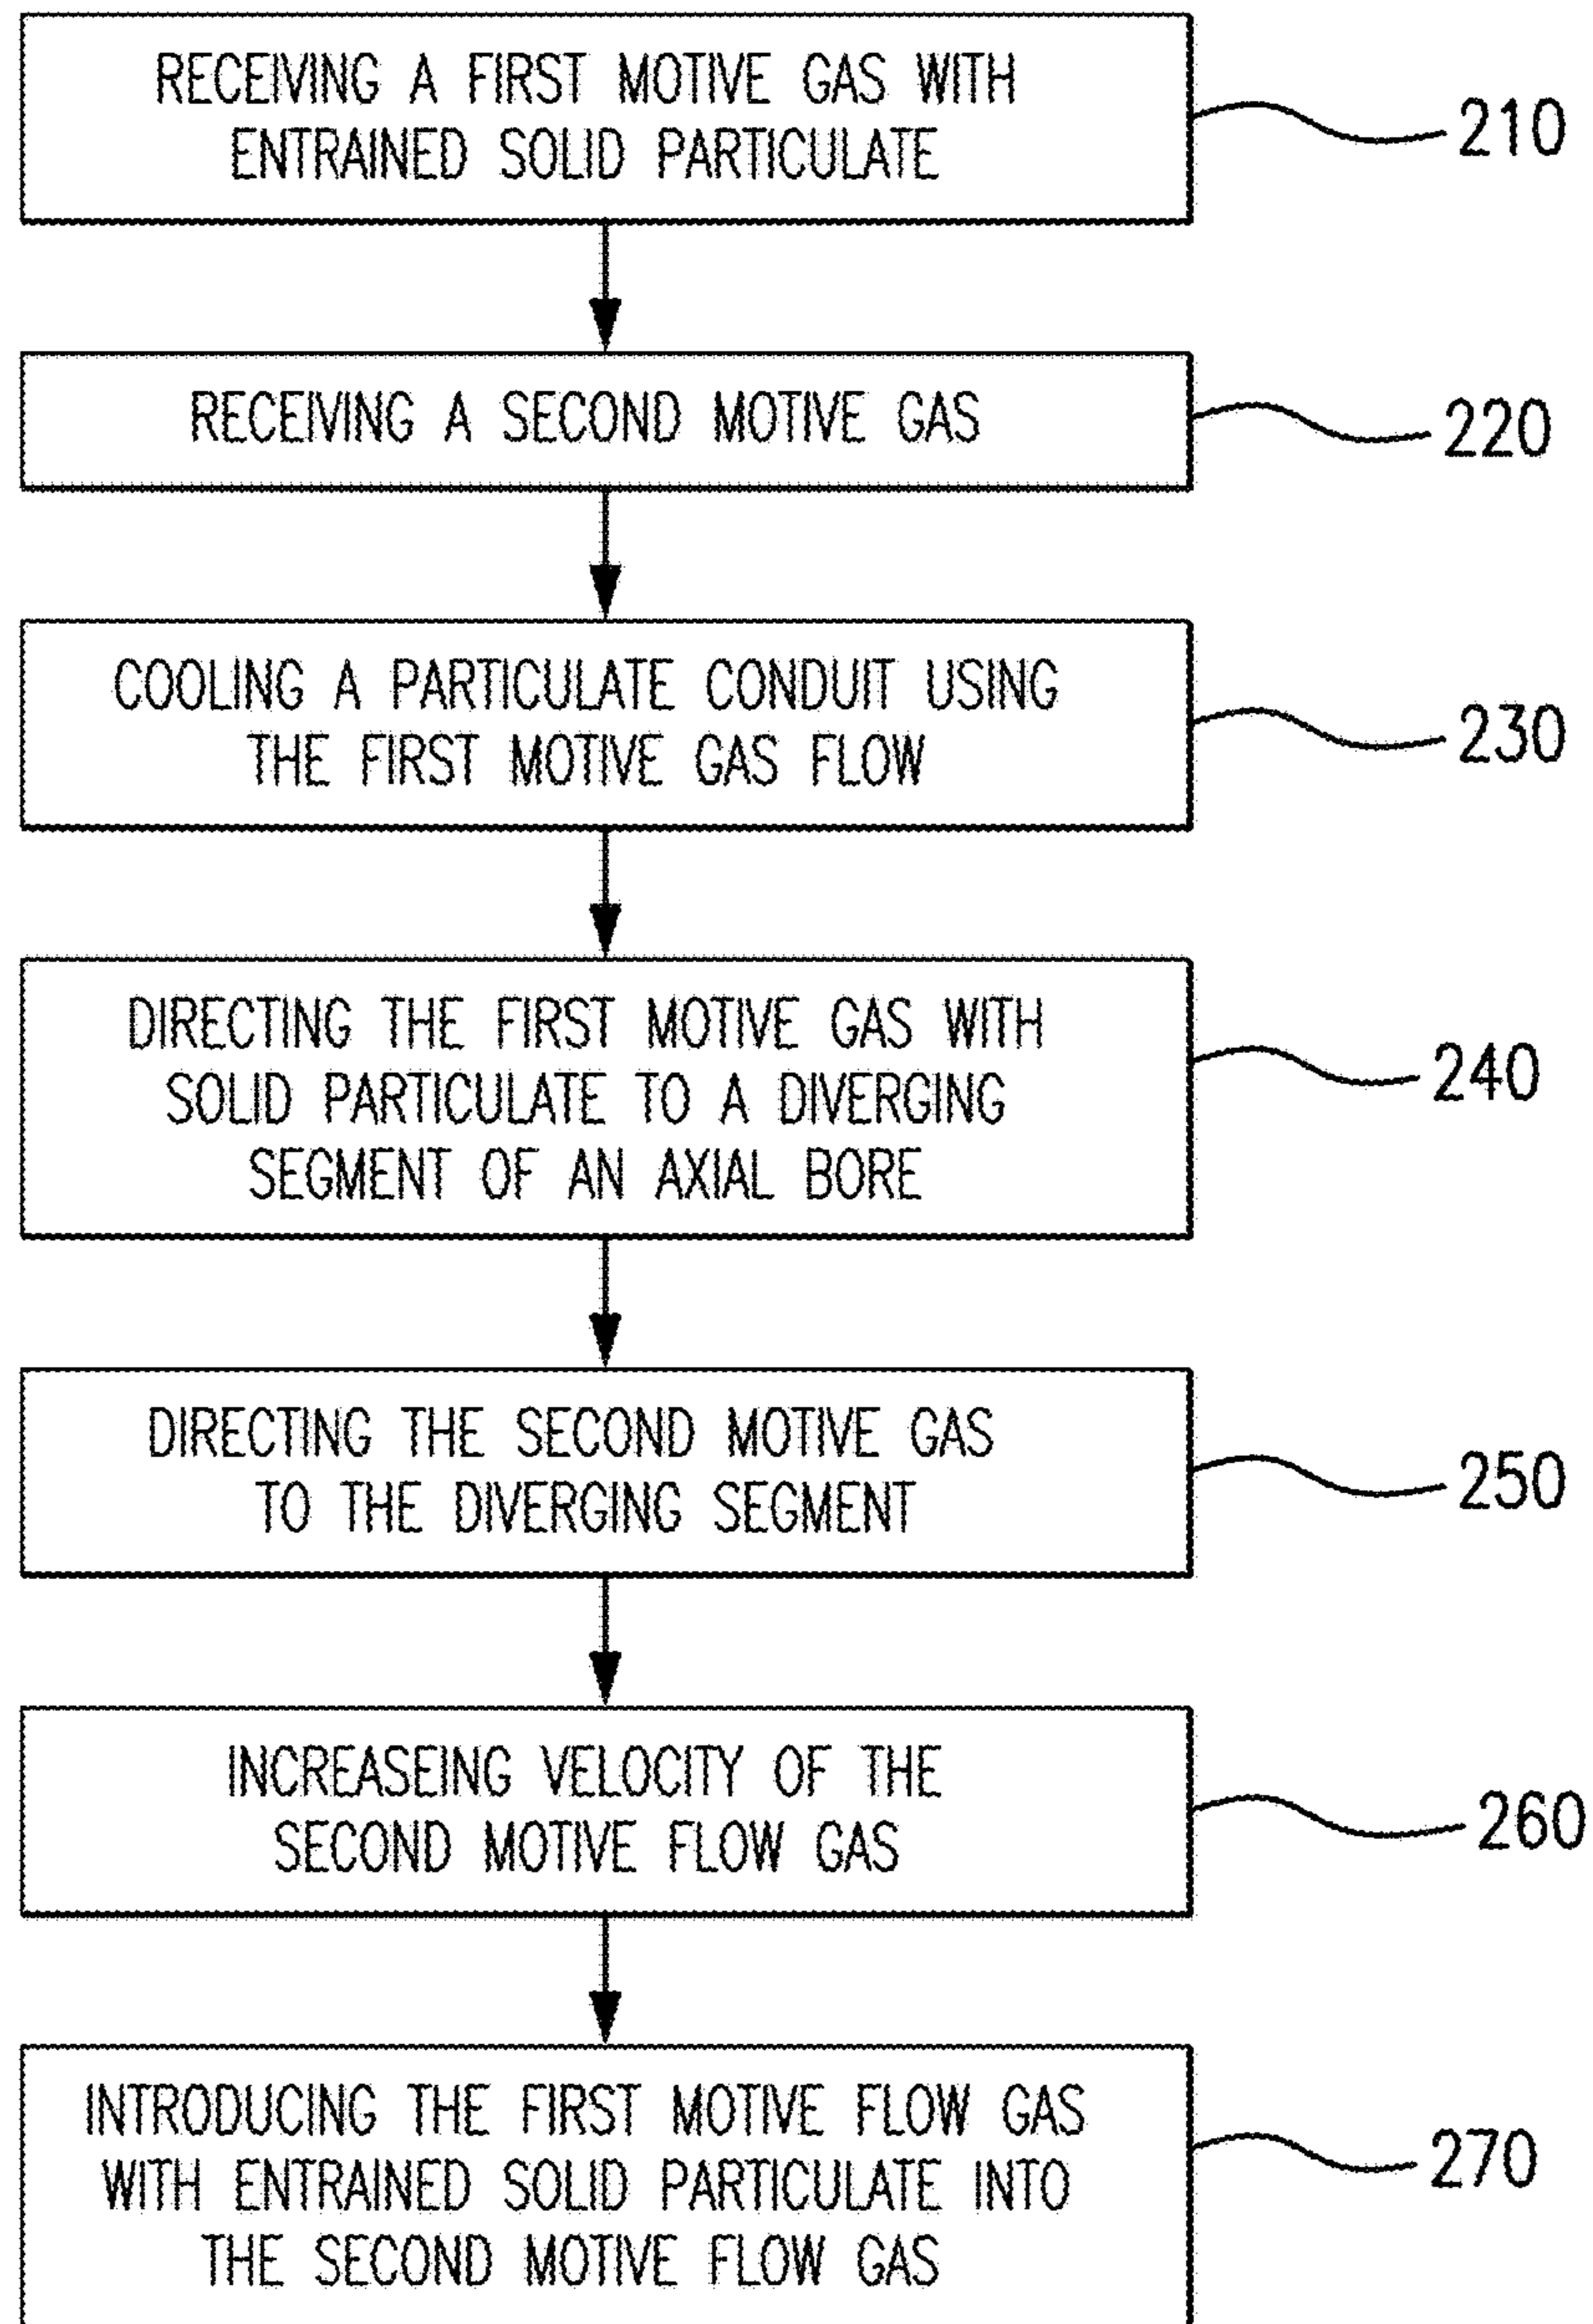 RECEIVING A FIRST MOTIVE GAS WITH
ENTRAINED SOLID PARTICULATE
210
RECEIVING A SECOND MOTIVE GAS
220
COOLING A PARTICULATE CONDUIT USING
THE FIRST MOTIVE GAS FLOW
230
DIRECTING THE FIRST MOTIVE GAS WITH
SOLID PARTICULATE TO A DIVERGING
SEGMENT OF AN AXIAL BORE
240
DIRECTING THE SECOND MOTIVE GAS
TO THE DIVERGING SEGMENT
250
INCREASEING VELOCITY OF THE
SECOND MOTIVE FLOW GAS
260
INTRODUCING THE FIRST MOTIVE FLOW GAS
WITH ENTRAINED SOLID PARTICULATE INTO
THE SECOND MOTIVE FLOW GAS
270